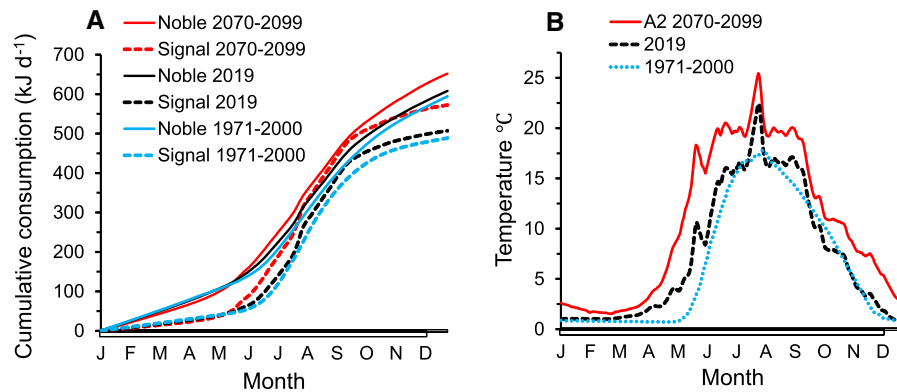 A
Noble 2070-2099
Signal 2070-2099
Noble 2019
Signal 2019
Noble 1971-2000
Signal 1971-2000
Cumulative consumption (kJ d⁻¹)
700
600
500
400
300
200
100
0
J F M A M J J A S O N D
Month
B
A2 2070-2099
2019
1971-2000
Temperature °C
25
20
15
10
5
0
J F M A M J J A S O N D
Month